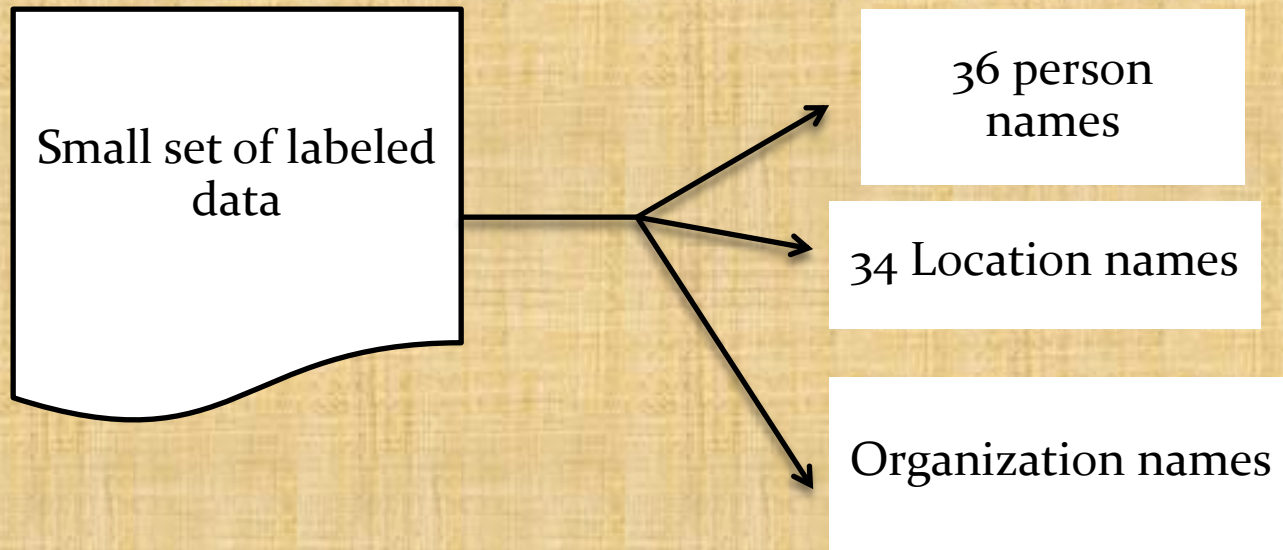 Small set of labeled
data
36 person
names
34 Location names
Organization names